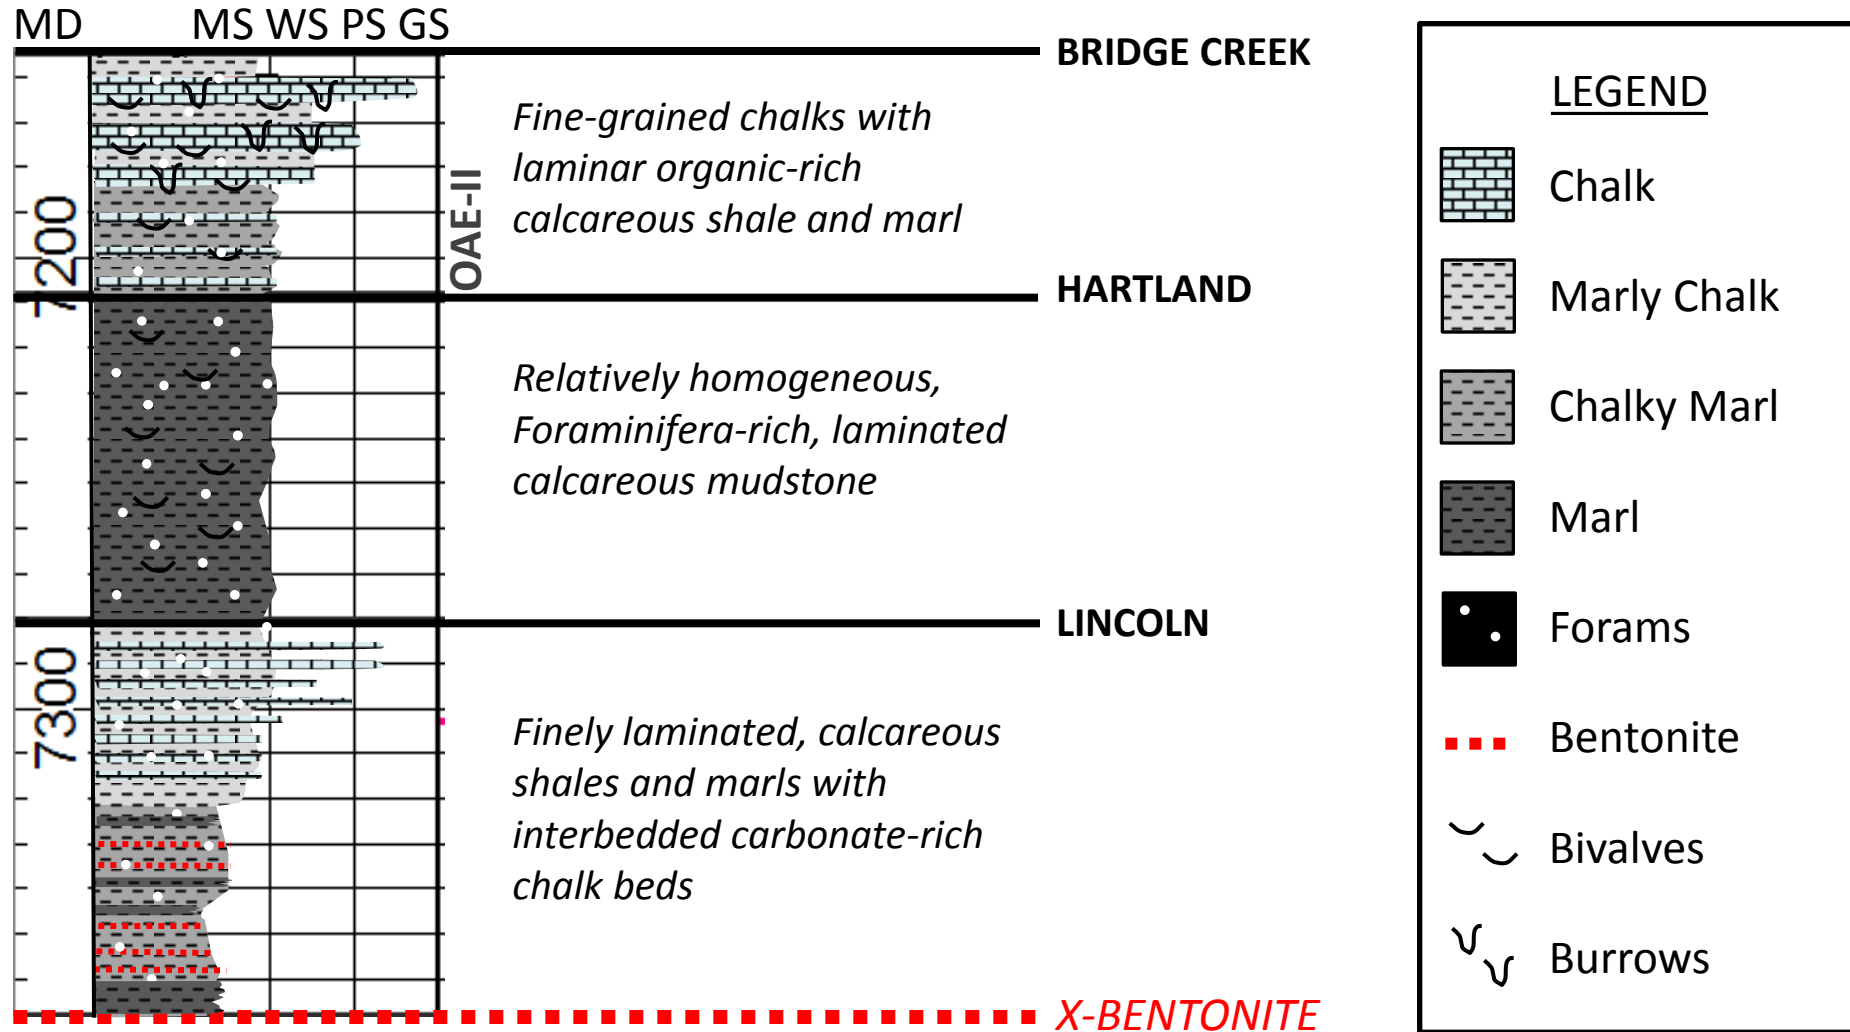 MD MS WS PS GS
BRIDGE CREEK
Fine-grained chalks with
laminar organic-rich
calcareous shale and marl
OAE-II
7200
HARTLAND
Relatively homogeneous,
Foraminifera-rich, laminated
calcareous mudstone
LINCOLN
7300
Finely laminated, calcareous
shales and marls with
interbedded carbonate-rich
chalk beds
X-BENTONITE
LEGEND
Chalk
Marly Chalk
Chalky Marl
Marl
Forams
Bentonite
Bivalves
Burrows